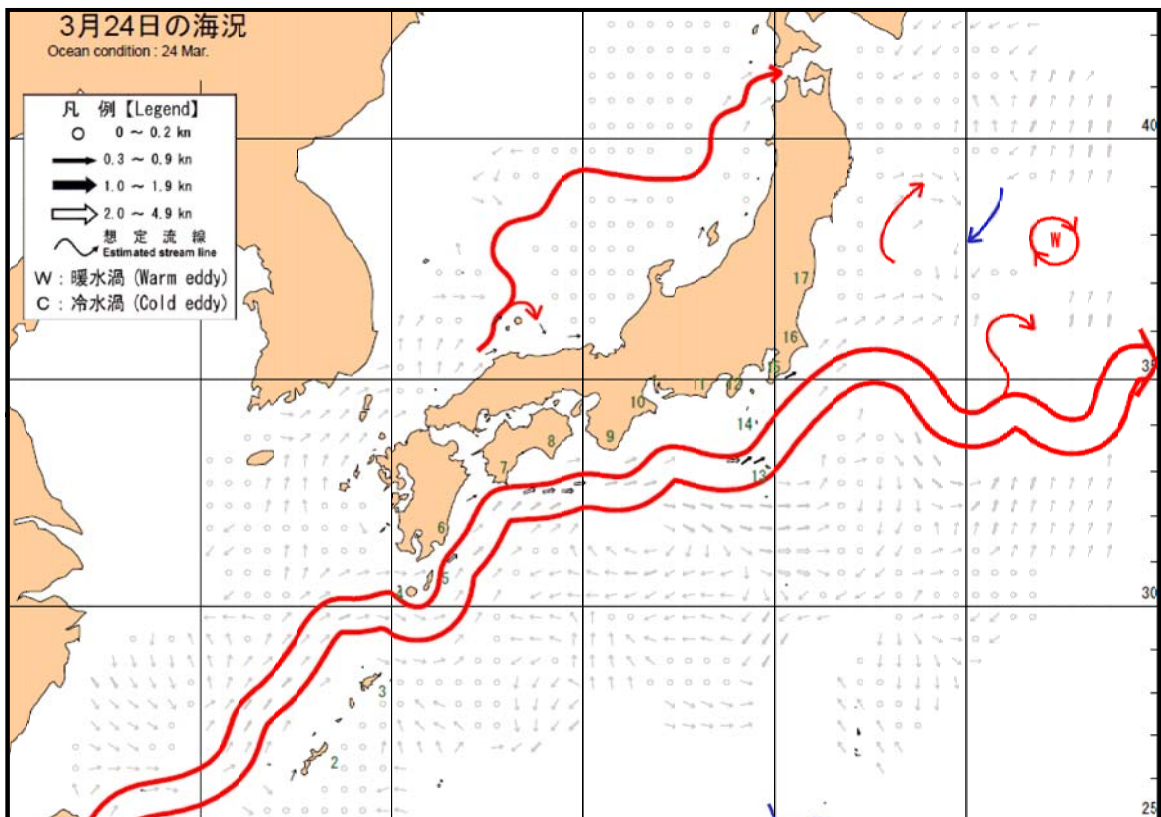 3月24日の海況
Ocean condition : 24 Mar.
凡 例【Legend】
0 ～ 0.2 kn
0.3 ～ 0.9 kn
1.0 ～ 1.9 kn
2.0 ～ 4.9 kn
想 定 流 線
Estimated stream line
W : 暖水渦 (Warm eddy)
C : 冷水渦 (Cold eddy)
40
W
17
16
15
35
11
12
10
14
9
8
7
13
6
5
4
30
3
2
25